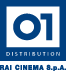 01
DISTRIBUTION
RAI CINEMA S.p.A.